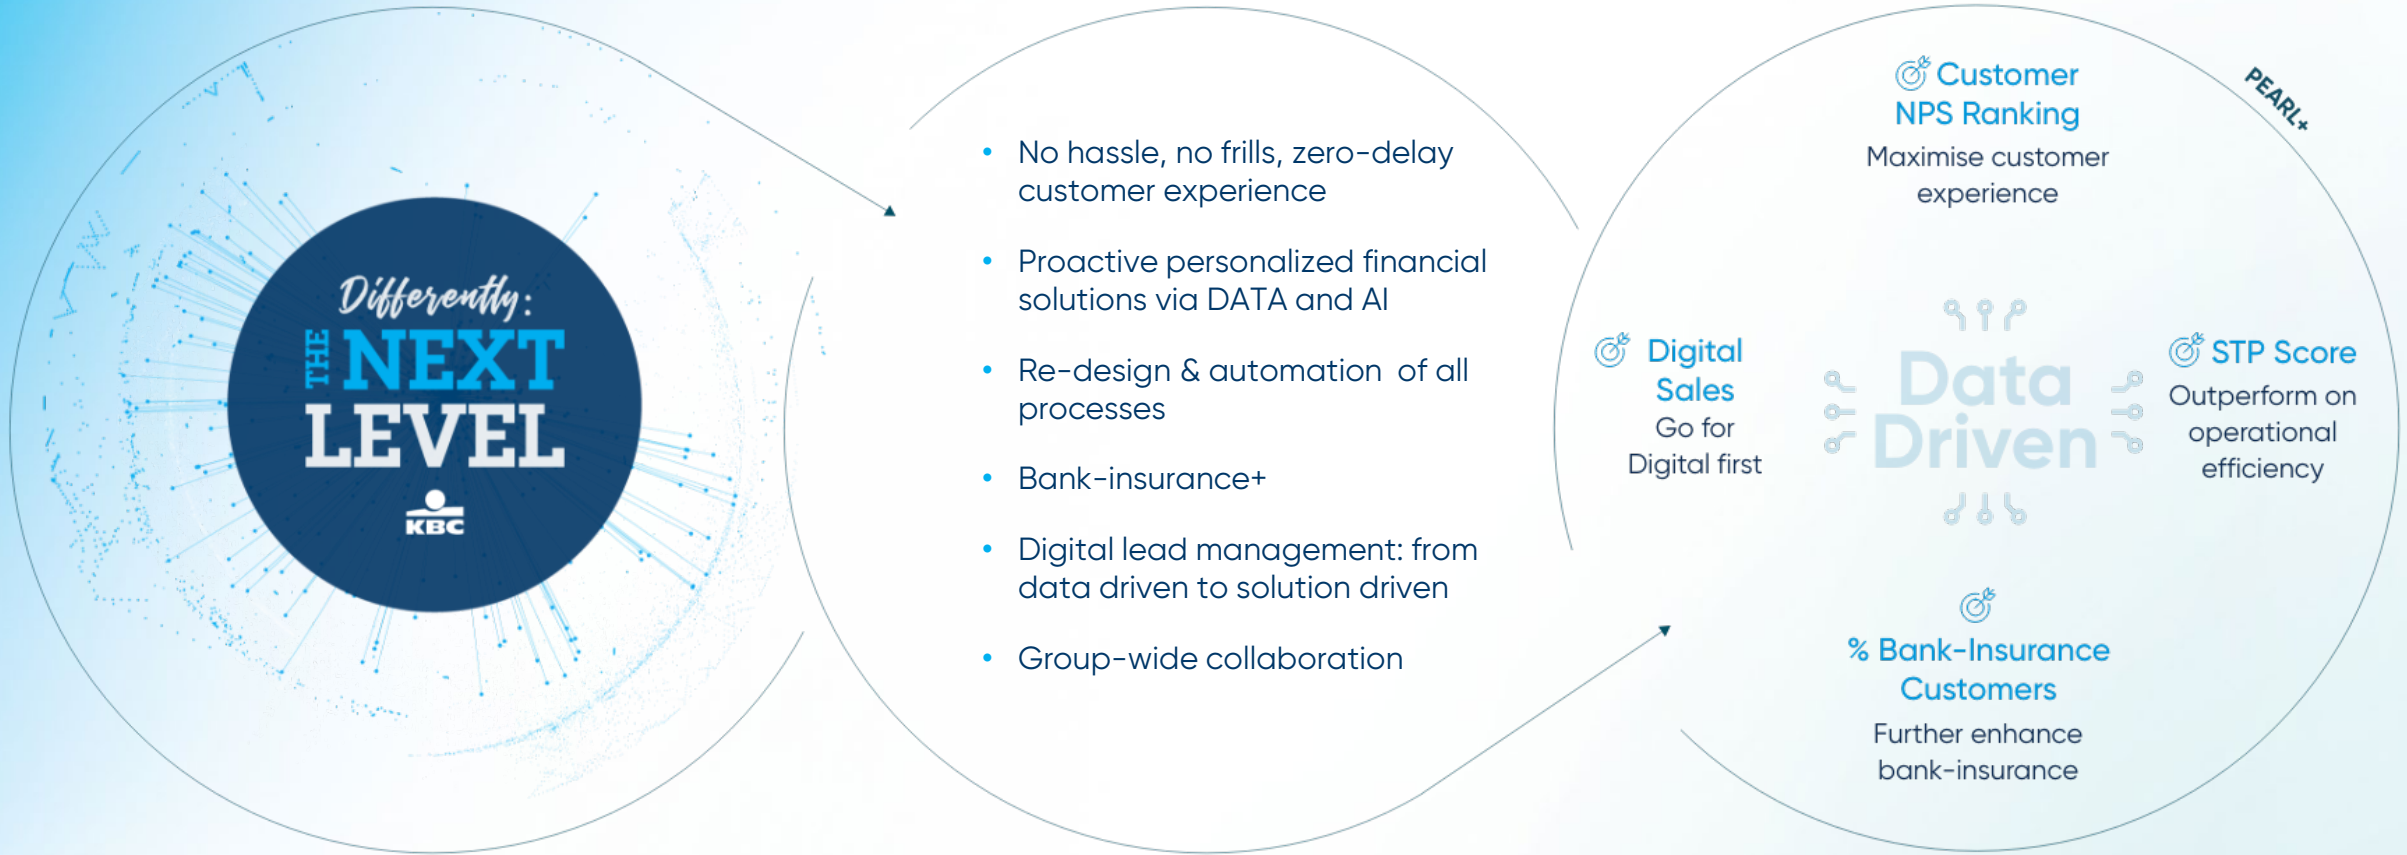 Differently:
THE NEXT
LEVEL
KBC
• No hassle, no frills, zero-delay
customer experience
• Proactive personalized financial
solutions via DATA and AI
• Re-design & automation of all
processes
• Bank-insurance+
• Digital lead management: from
data driven to solution driven
• Group-wide collaboration
PEARL+
Customer
NPS Ranking
Maximise customer
experience
Digital
Sales
Go for
Digital first
Data
Driven
STP Score
Outperform on
operational
efficiency
% Bank-Insurance
Customers
Further enhance
bank-insurance